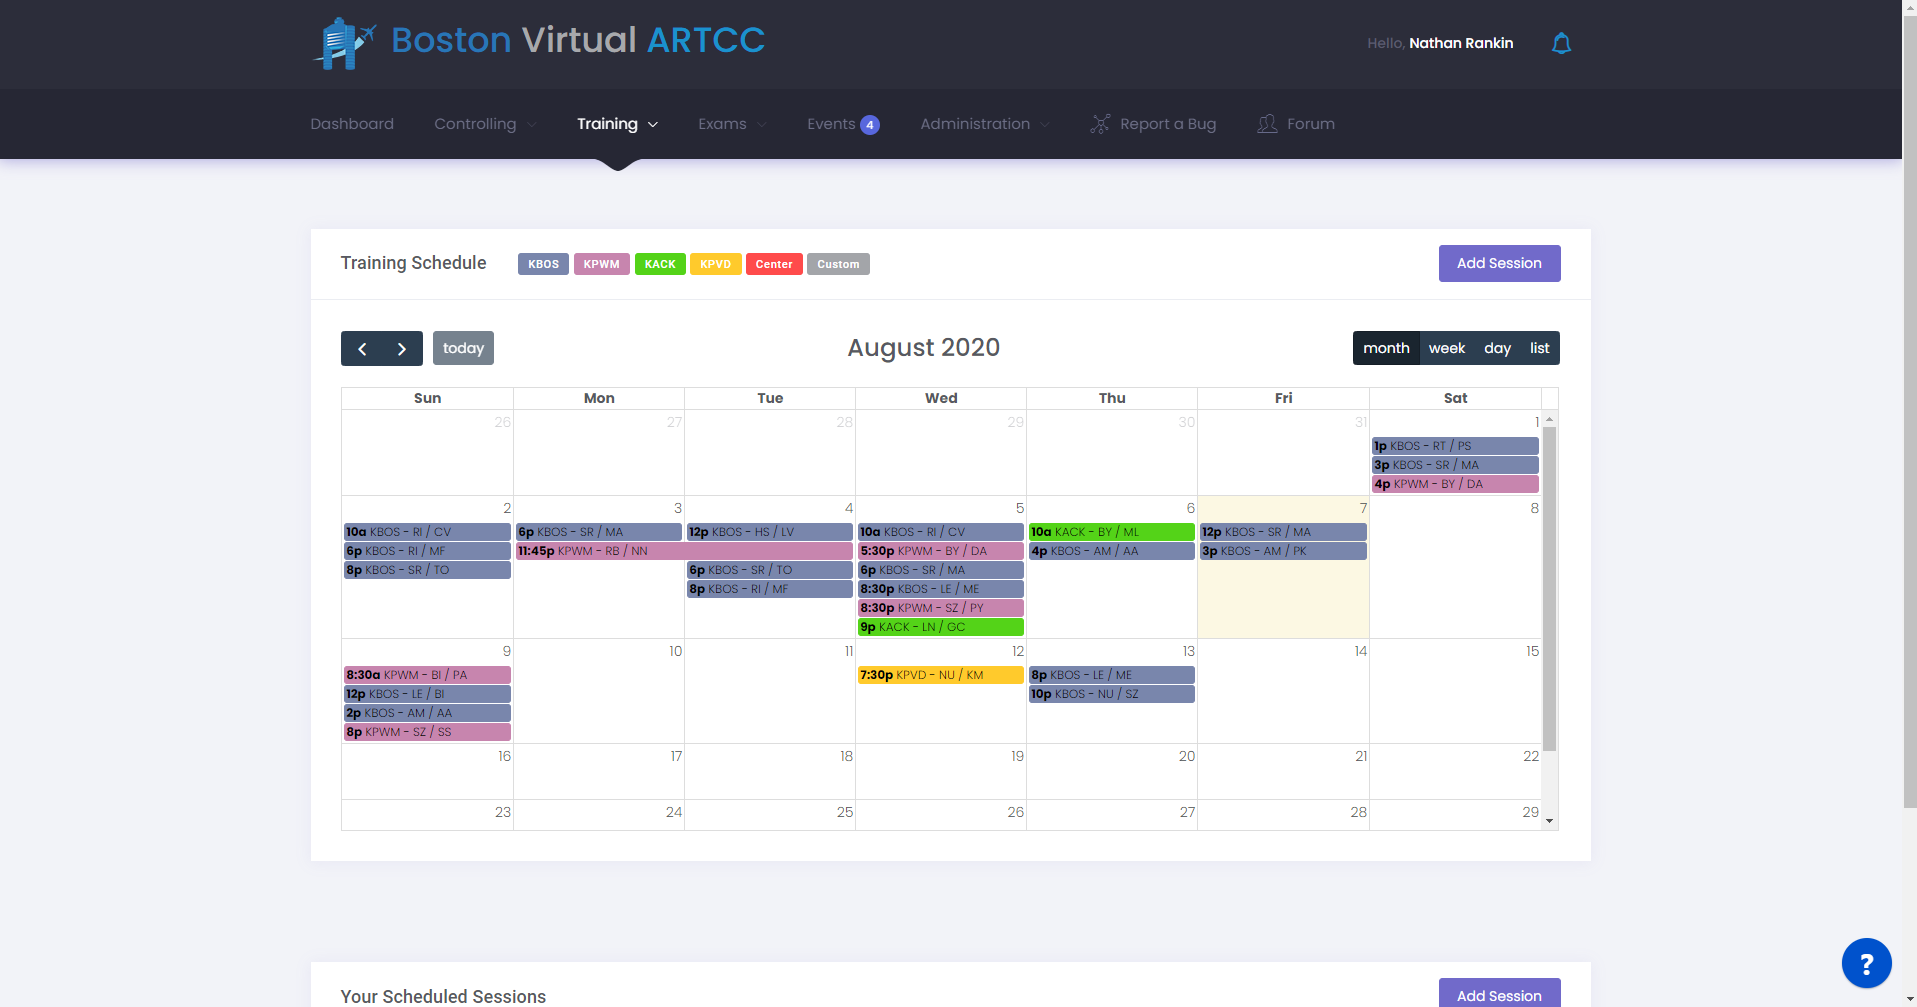 Boston Virtual ARTCC
Hello, Nathan Rankin
Dashboard Controlling Training Exams Events 4 Administration Report a Bug Forum
Training Schedule KBOS KPWM KACK KPVD Center Custom Add Session
today August 2020 month week day list
Sun Mon Tue Wed Thu Fri Sat
26 27 28 29 30 31 1
1p KBOS - RT / PS
3p KBOS - SR / MA
4p KPWM - BY / DA
2 3 4 5 6 7 8
10a KBOS - RI / CV 6p KBOS - SR / MA 12p KBOS - HS / LV 10a KBOS - RI / CV 10a KACK - BY / ML 12p KBOS - SR / MA
6p KBOS - RI / MF 11:45p KPWM - RB / NN 5:30p KPWM - BY / DA 4p KBOS - AM / AA 3p KBOS - AM / PK
8p KBOS - SR / TO 6p KBOS - SR / TO 6p KBOS - SR / MA
8p KBOS - RI / MF 8:30p KBOS - LE / ME
8:30p KPWM - SZ / PY
9p KACK - LN / GC
9 10 11 12 13 14 15
8:30a KPWM - BI / PA 7:30p KPVD - NU / KM 8p KBOS - LE / ME
12p KBOS - LE / BI 10p KBOS - NU / SZ
2p KBOS - AM / AA
8p KPWM - SZ / SS
16 17 18 19 20 21 22
23 24 25 26 27 28 29
?
Your Scheduled Sessions Add Session